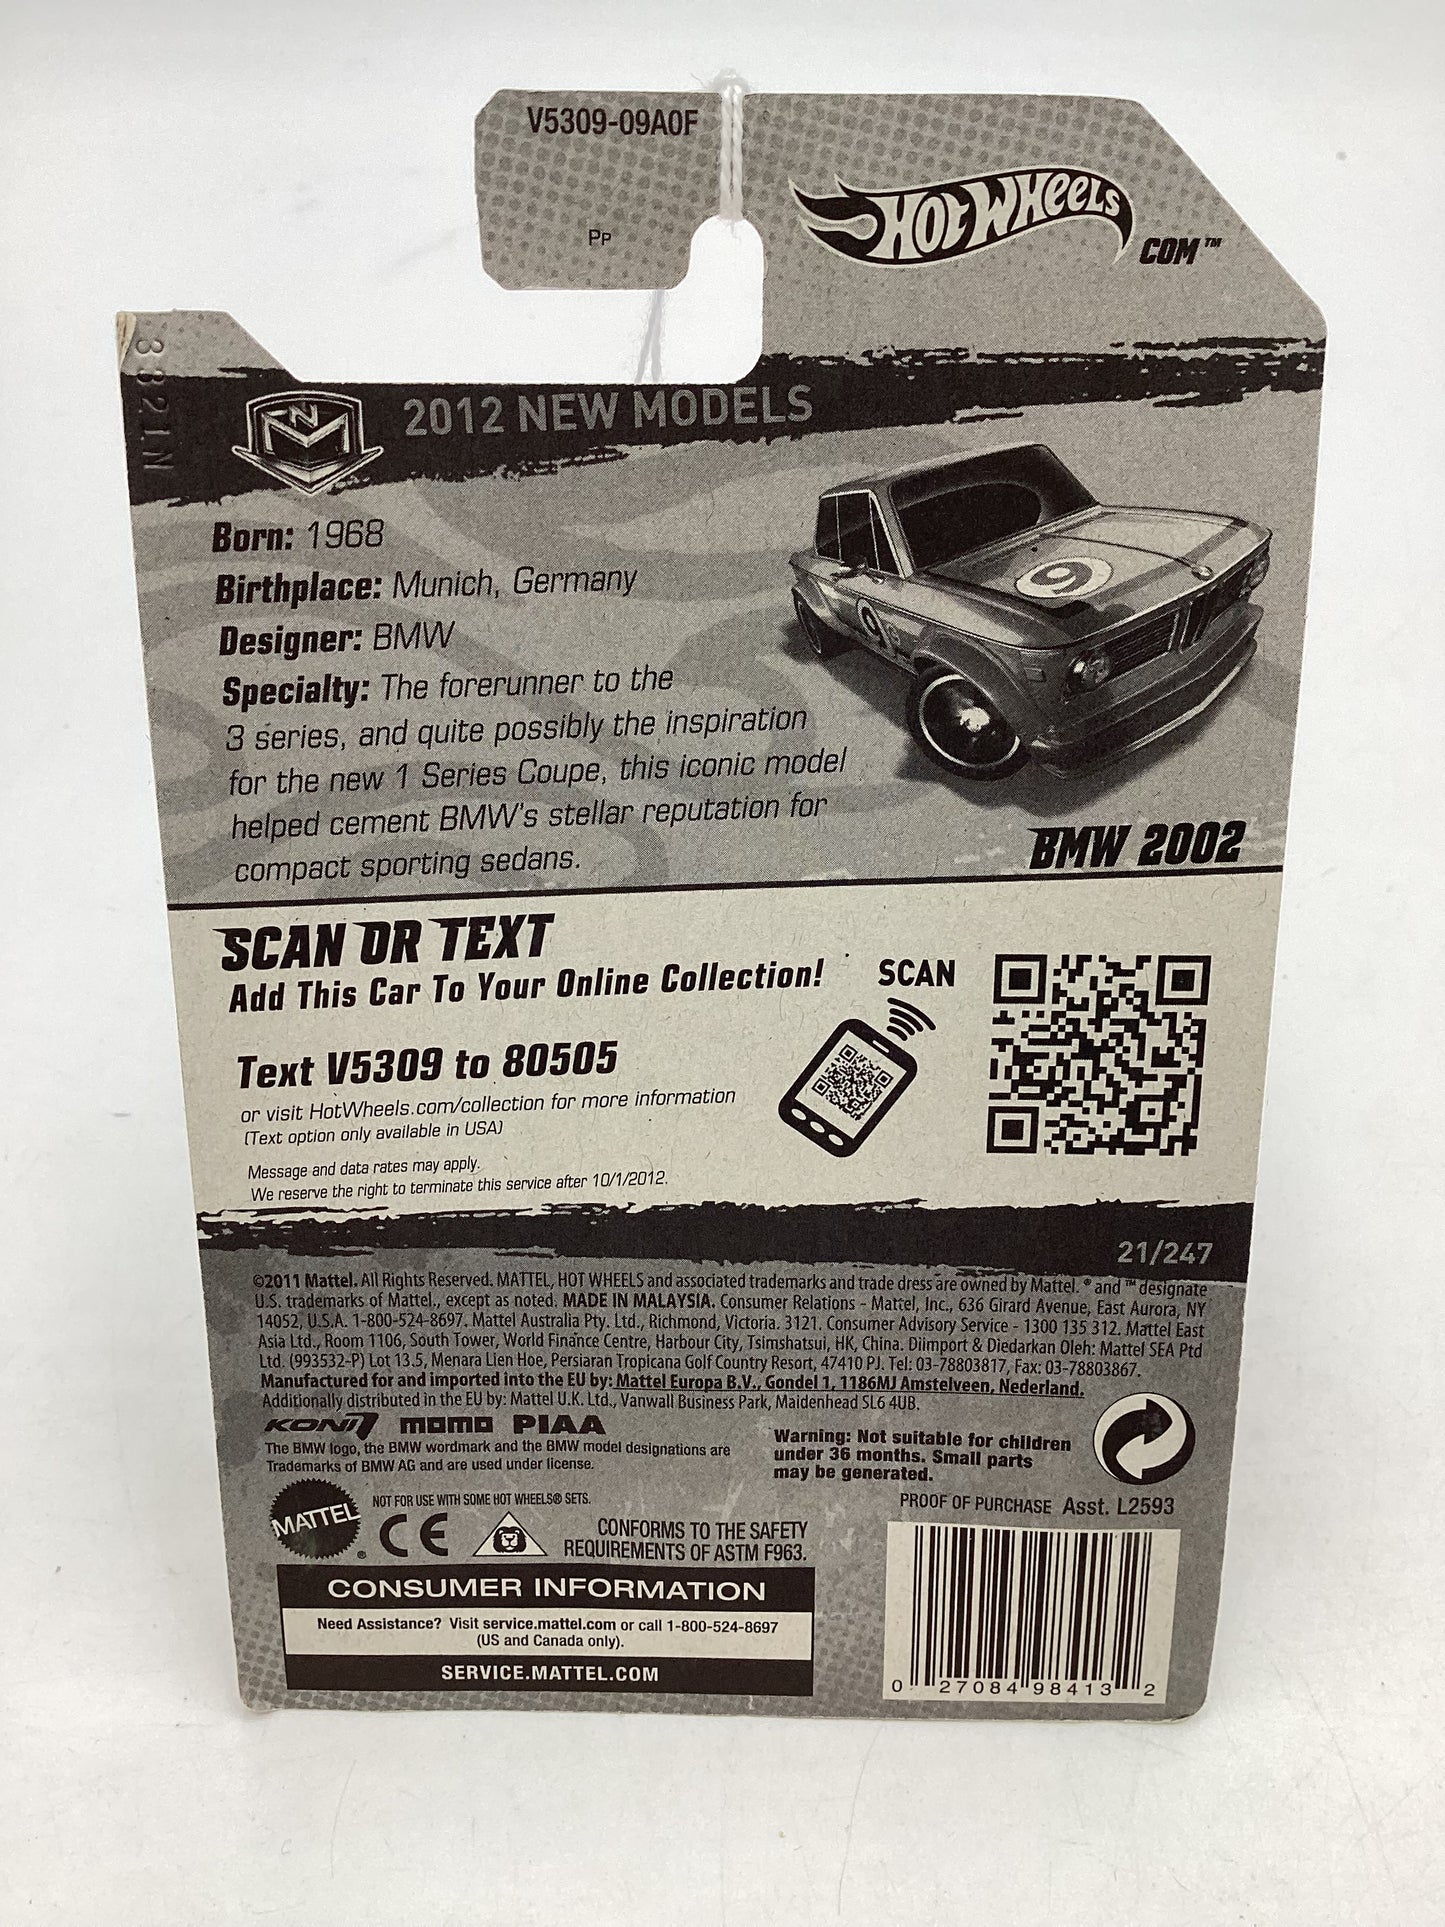 V5309-09A0F
PP
HOT WHEELS
.COM™
3321N
NM
2012 NEW MODELS
Born: 1968
Birthplace: Munich, Germany
Designer: BMW
Specialty: The forerunner to the
3 series, and quite possibly the inspiration
for the new 1 Series Coupe, this iconic model
helped cement BMW's stellar reputation for
compact sporting sedans.
9
9
BMW 2002
SCAN OR TEXT
Add This Car To Your Online Collection!
SCAN
Text V5309 to 80505
or visit HotWheels.com/collection for more information
(Text option only available in USA)
Message and data rates may apply.
We reserve the right to terminate this service after 10/1/2012.
21/247
©2011 Mattel. All Rights Reserved. MATTEL, HOT WHEELS and associated trademarks and trade dress are owned by Mattel. ® and ™ designate
U.S. trademarks of Mattel., except as noted. MADE IN MALAYSIA. Consumer Relations - Mattel, Inc., 636 Girard Avenue, East Aurora, NY
14052, U.S.A. 1-800-524-8697. Mattel Australia Pty. Ltd., Richmond, Victoria. 3121. Consumer Advisory Service - 1300 135 312. Mattel East
Asia Ltd., Room 1106, South Tower, World Finance Centre, Harbour City, Tsimshatsui, HK, China. Diimport & Diedarkan Oleh: Mattel SEA Ptd
Ltd. (993532-P) Lot 13.5, Menara Lien Hoe, Persiaran Tropicana Golf Country Resort, 47410 PJ. Tel: 03-78803817, Fax: 03-78803867.
Manufactured for and imported into the EU by: Mattel Europa B.V., Gondel 1, 1186MJ Amstelveen, Nederland.
Additionally distributed in the EU by: Mattel U.K. Ltd., Vanwall Business Park, Maidenhead SL6 4UB.
KONI momo PIAA
The BMW logo, the BMW wordmark and the BMW model designations are
Trademarks of BMW AG and are used under license.
Warning: Not suitable for children
under 36 months. Small parts
may be generated.
MATTEL ®
NOT FOR USE WITH SOME HOT WHEELS® SETS.
CE
CONFORMS TO THE SAFETY
REQUIREMENTS OF ASTM F963.
PROOF OF PURCHASE Asst. L2593
CONSUMER INFORMATION
Need Assistance? Visit service.mattel.com or call 1-800-524-8697
(US and Canada only).
SERVICE.MATTEL.COM
0 27084 98413 2